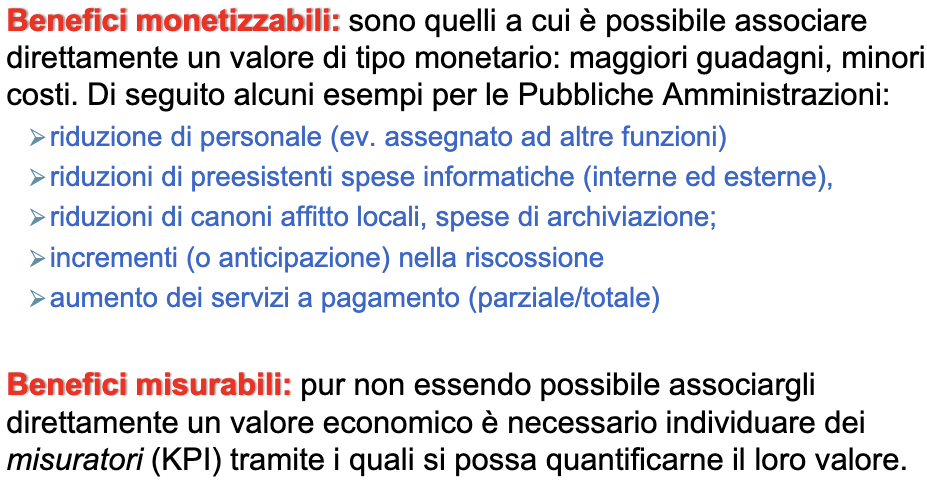 Benefici monetizzabili: sono quelli a cui è possibile associare
direttamente un valore di tipo monetario: maggiori guadagni, minori
costi. Di seguito alcuni esempi per le Pubbliche Amministrazioni:
➢riduzione di personale (ev. assegnato ad altre funzioni)
➢riduzioni di preesistenti spese informatiche (interne ed esterne),
➢riduzioni di canoni affitto locali, spese di archiviazione;
➢incrementi (o anticipazione) nella riscossione
➢aumento dei servizi a pagamento (parziale/totale)
Benefici misurabili: pur non essendo possibile associargli
direttamente un valore economico è necessario individuare dei
misuratori (KPI) tramite i quali si possa quantificarne il loro valore.